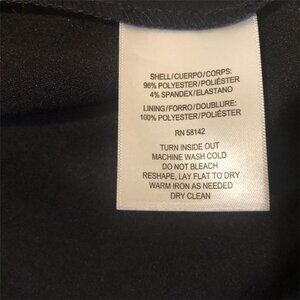 SHELL/CUERPO/CORPS:
96% POLYESTER/POLIÉSTER
4% SPANDEX/ELASTANO
LINING/FORRO/DOUBLURE:
100% POLYESTER/POLIÉSTER
RN 58142
TURN INSIDE OUT
MACHINE WASH COLD
DO NOT BLEACH
RESHAPE, LAY FLAT TO DRY
WARM IRON AS NEEDED
DRY CLEAN